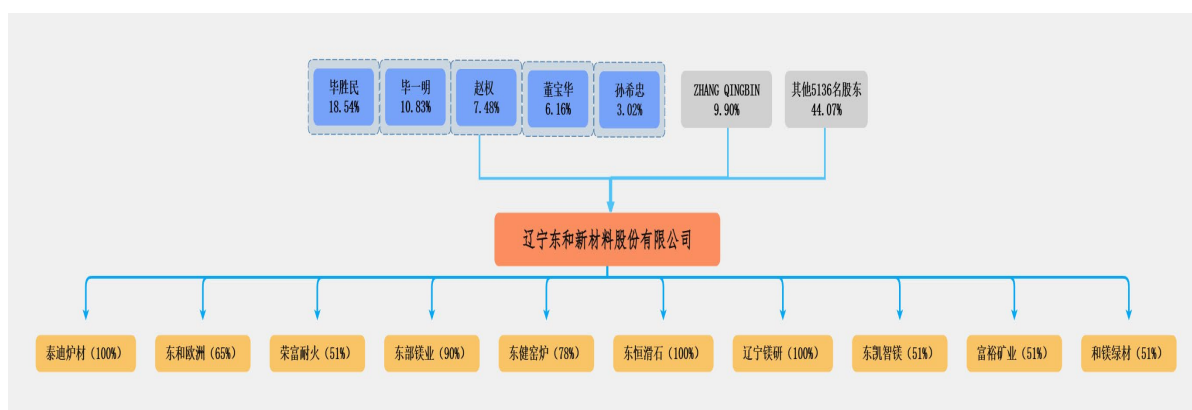 毕胜民
18.54%
毕一明
10.83%
赵权
7.48%
董宝华
6.16%
孙希忠
3.02%
ZHANG QINGBIN
9.90%
其他5136名股东
44.07%
辽宁东和新材料股份有限公司
泰迪炉材（100%）
东和欧洲（65%）
荣富耐火（51%）
东部镁业（90%）
东健窑炉（78%）
东恒滑石（100%）
辽宁镁研（100%）
东凯智镁（51%）
富裕矿业（51%）
和镁绿材（51%）